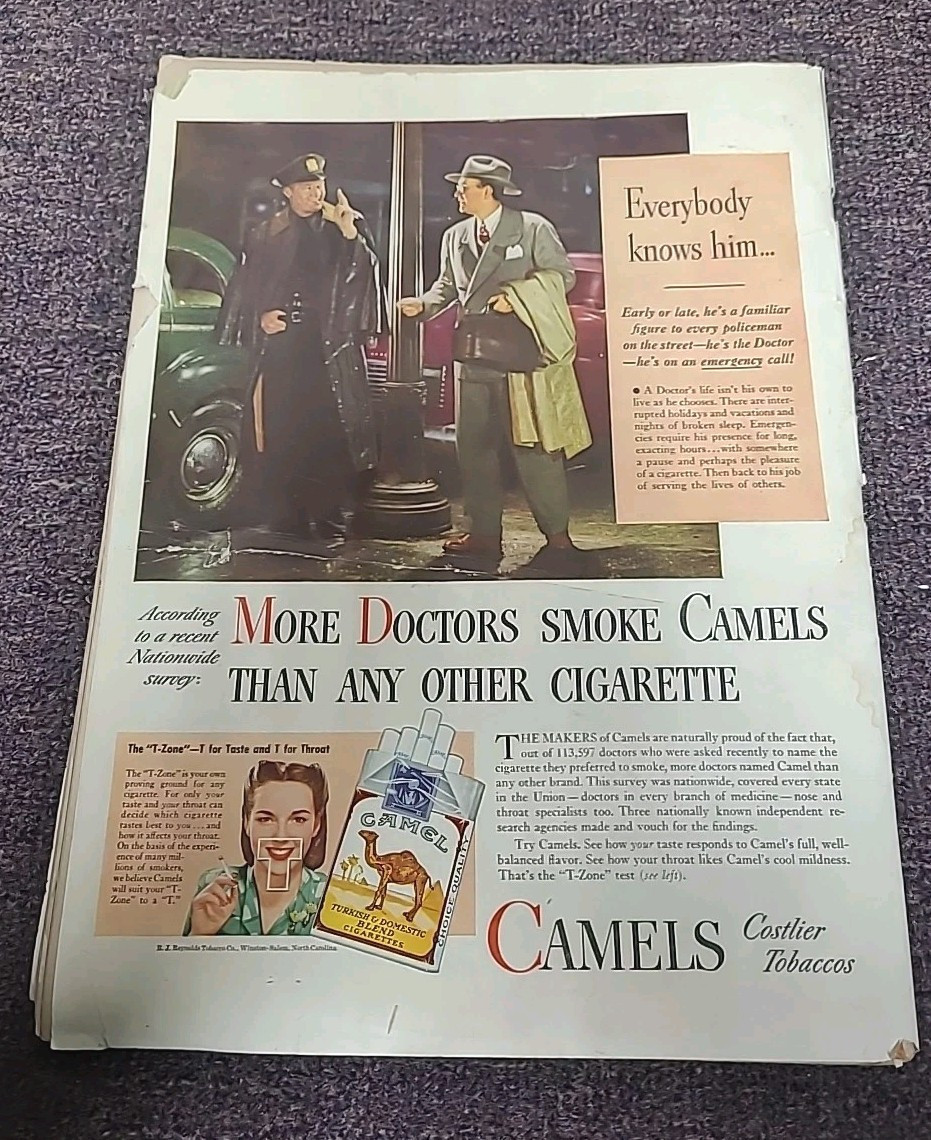 Everybody
knows him...
Early or late, he's a familiar
figure to every policeman
on the street—he's the Doctor
—he's on an emergency call!
● A Doctor's life isn't his own to
live as he chooses. There are inter-
rupted holidays and vacations and
nights of broken sleep. Emergen-
cies require his presence for long,
exacting hours...with somewhere
a pause and perhaps the pleasure
of a cigarette. Then back to his job
of serving the lives of others.
According
to a recent
Nationwide
survey:
MORE DOCTORS SMOKE CAMELS
THAN ANY OTHER CIGARETTE
The "T-Zone"—T for Taste and T for Throat
The "T-Zone" is your own
proving ground for any
cigarette. For only your
taste and your throat can
decide which cigarette
tastes best to you...and
how it affects your throat.
On the basis of the experi-
ence of many mil-
lions of smokers,
we believe Camels
will suit your "T-
Zone" to a "T."
CAMEL
TURKISH & DOMESTIC
BLEND
CIGARETTES
CHOICE QUALITY
R. J. Reynolds Tobacco Co., Winston-Salem, North Carolina
THE MAKERS of Camels are naturally proud of the fact that,
out of 113,597 doctors who were asked recently to name the
cigarette they preferred to smoke, more doctors named Camel than
any other brand. This survey was nationwide, covered every state
in the Union—doctors in every branch of medicine—nose and
throat specialists too. Three nationally known independent re-
search agencies made and vouch for the findings.
Try Camels. See how your taste responds to Camel's full, well-
balanced flavor. See how your throat likes Camel's cool mildness.
That's the "T-Zone" test (see left).
CAMELS
Costlier
Tobaccos